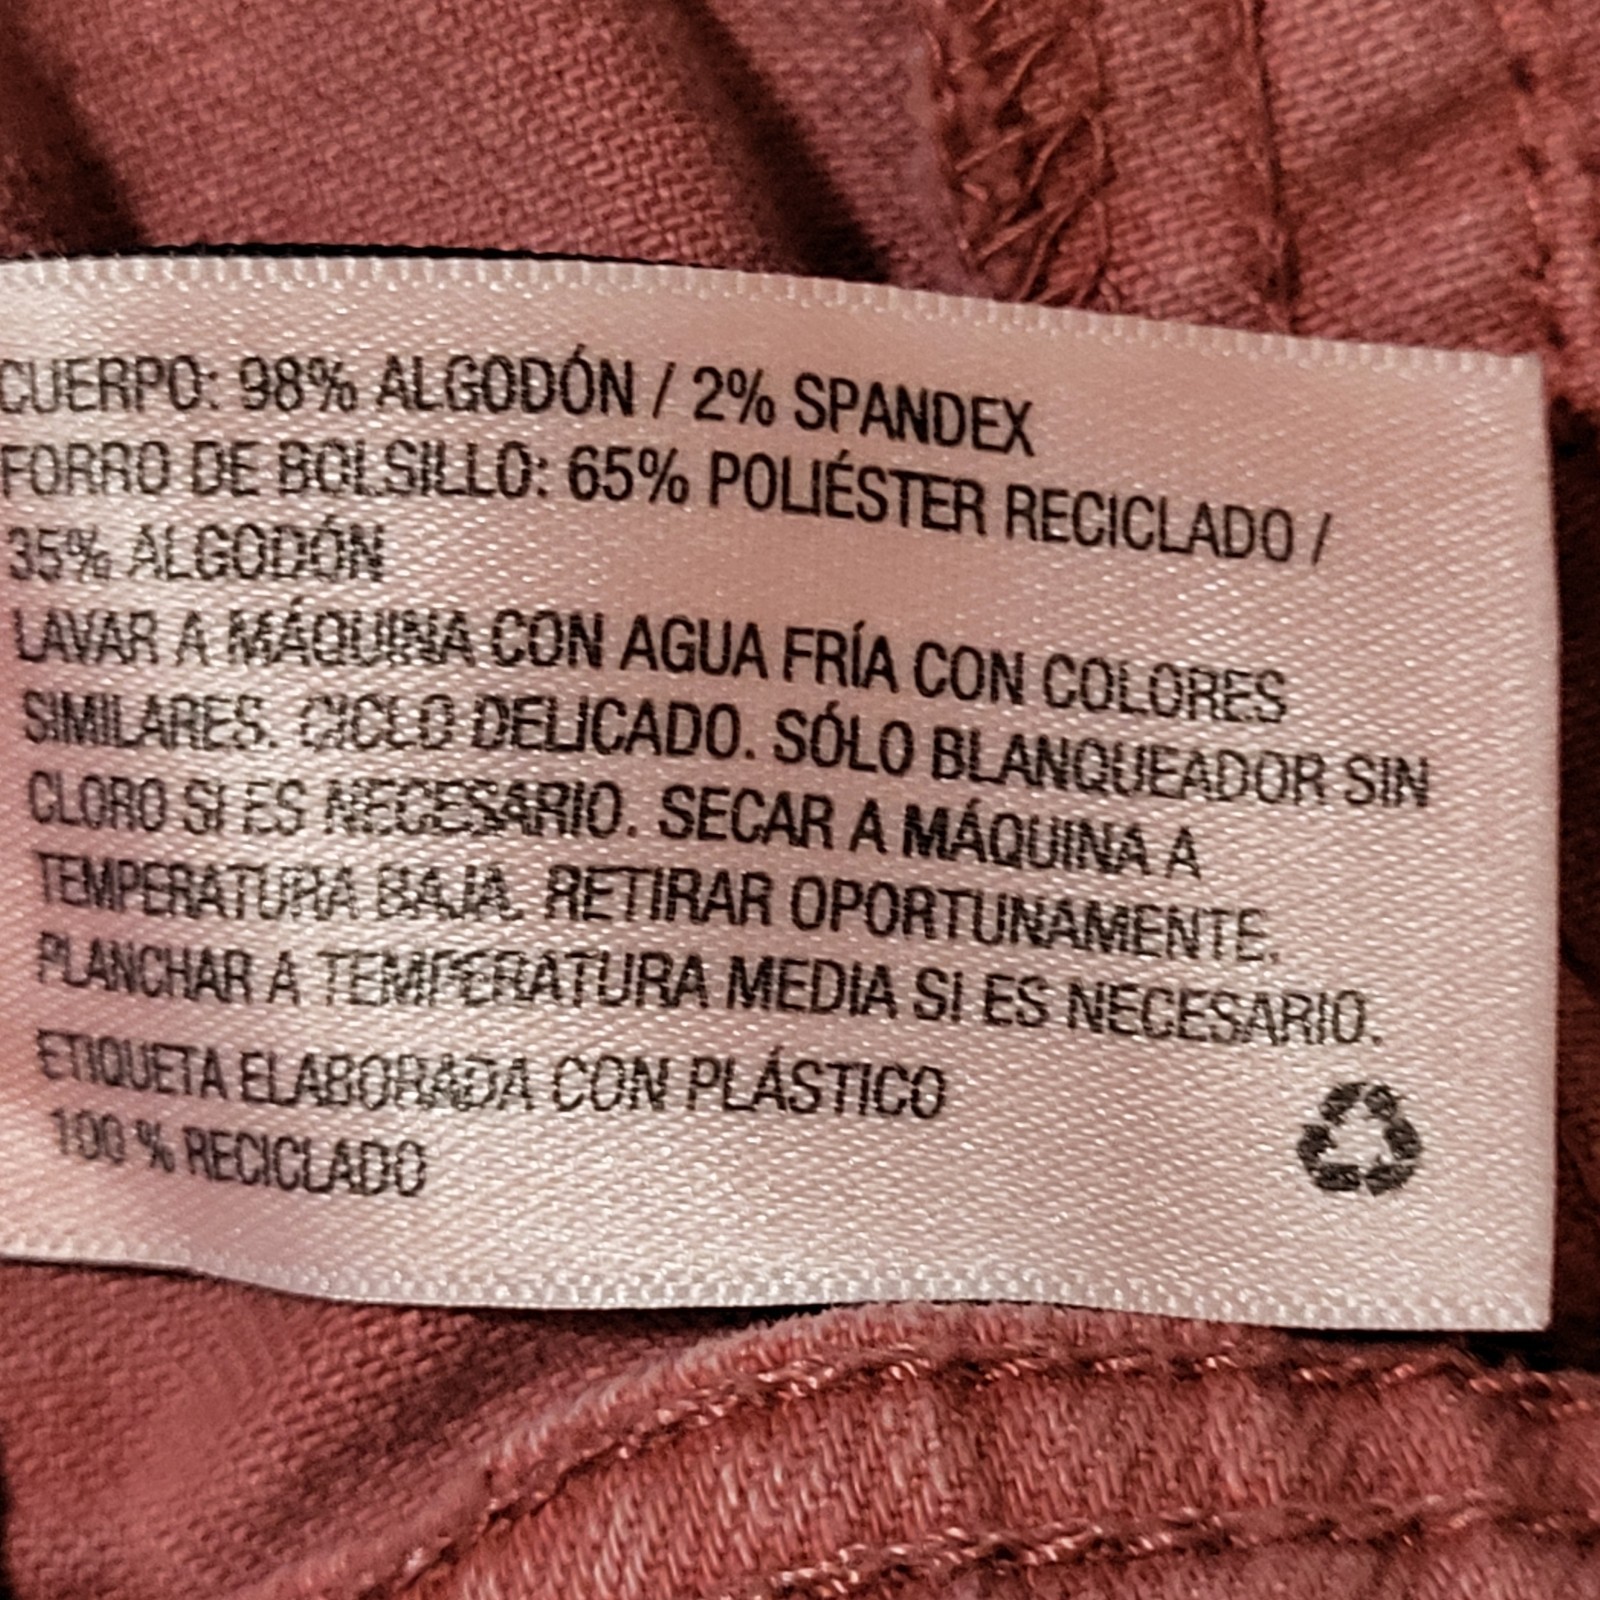 CUERPO: 98% ALGODÓN / 2% SPANDEX
FORRO DE BOLSILLO: 65% POLIÉSTER RECICLADO /
35% ALGODÓN
LAVAR A MÁQUINA CON AGUA FRÍA CON COLORES
SIMILARES. CICLO DELICADO. SÓLO BLANQUEADOR SIN
CLORO SI ES NECESARIO. SECAR A MÁQUINA A
TEMPERATURA BAJA. RETIRAR OPORTUNAMENTE.
PLANCHAR A TEMPERATURA MEDIA SI ES NECESARIO.
ETIQUETA ELABORADA CON PLÁSTICO
100 % RECICLADO